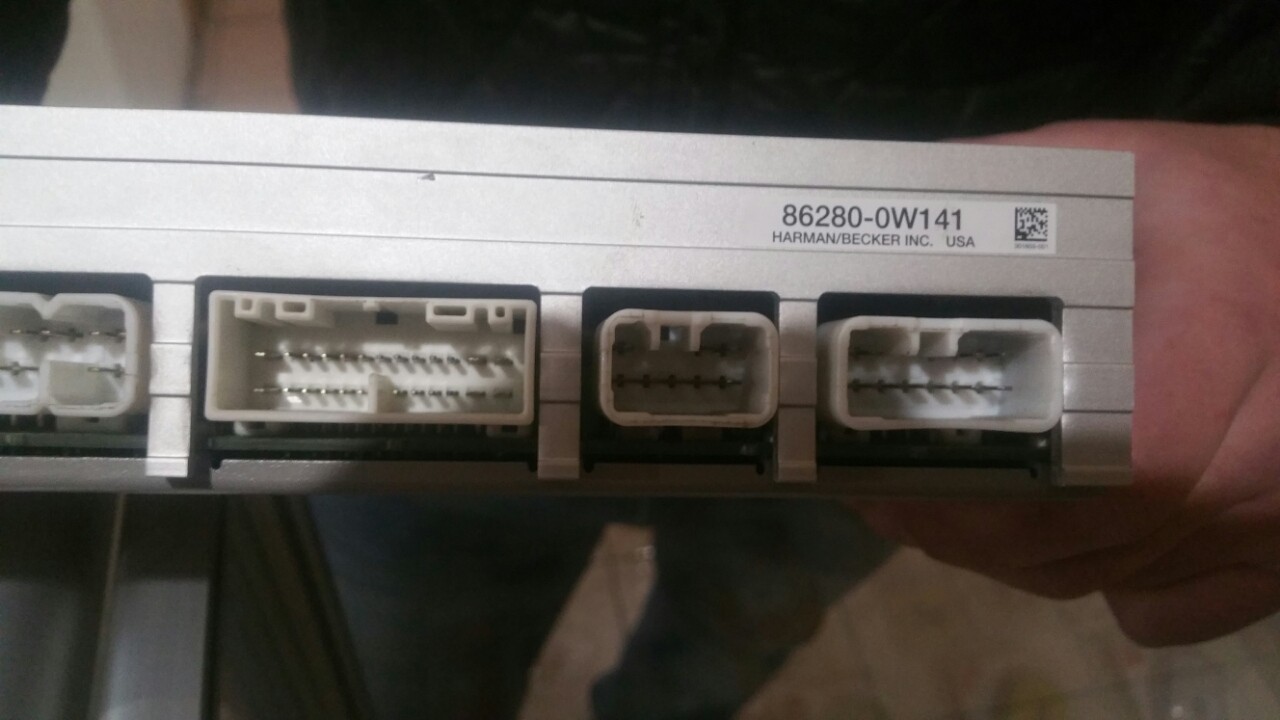 86280-0W141
HARMAN/BECKER INC. USA